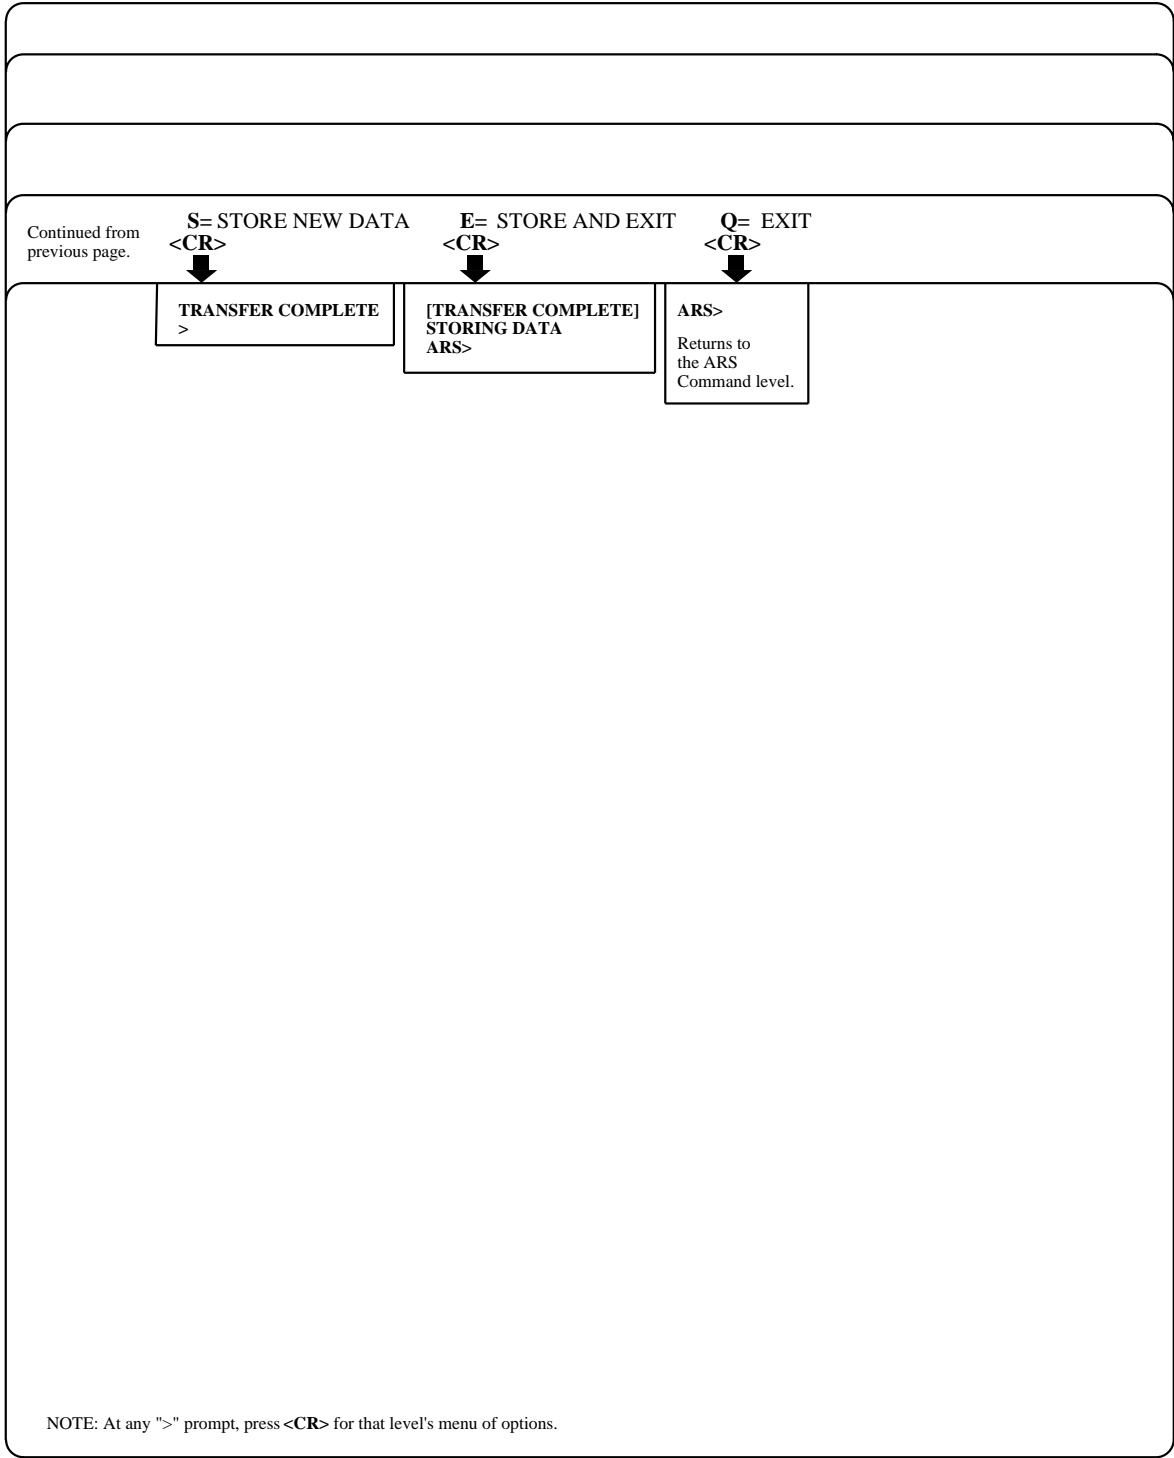 Continued from
previous page.
S= STORE NEW DATA
<CR>
E= STORE AND EXIT
<CR>
Q= EXIT
<CR>
TRANSFER COMPLETE
>
[TRANSFER COMPLETE]
STORING DATA
ARS>
ARS>
Returns to
the ARS
Command level.
NOTE: At any ">" prompt, press <CR> for that level's menu of options.